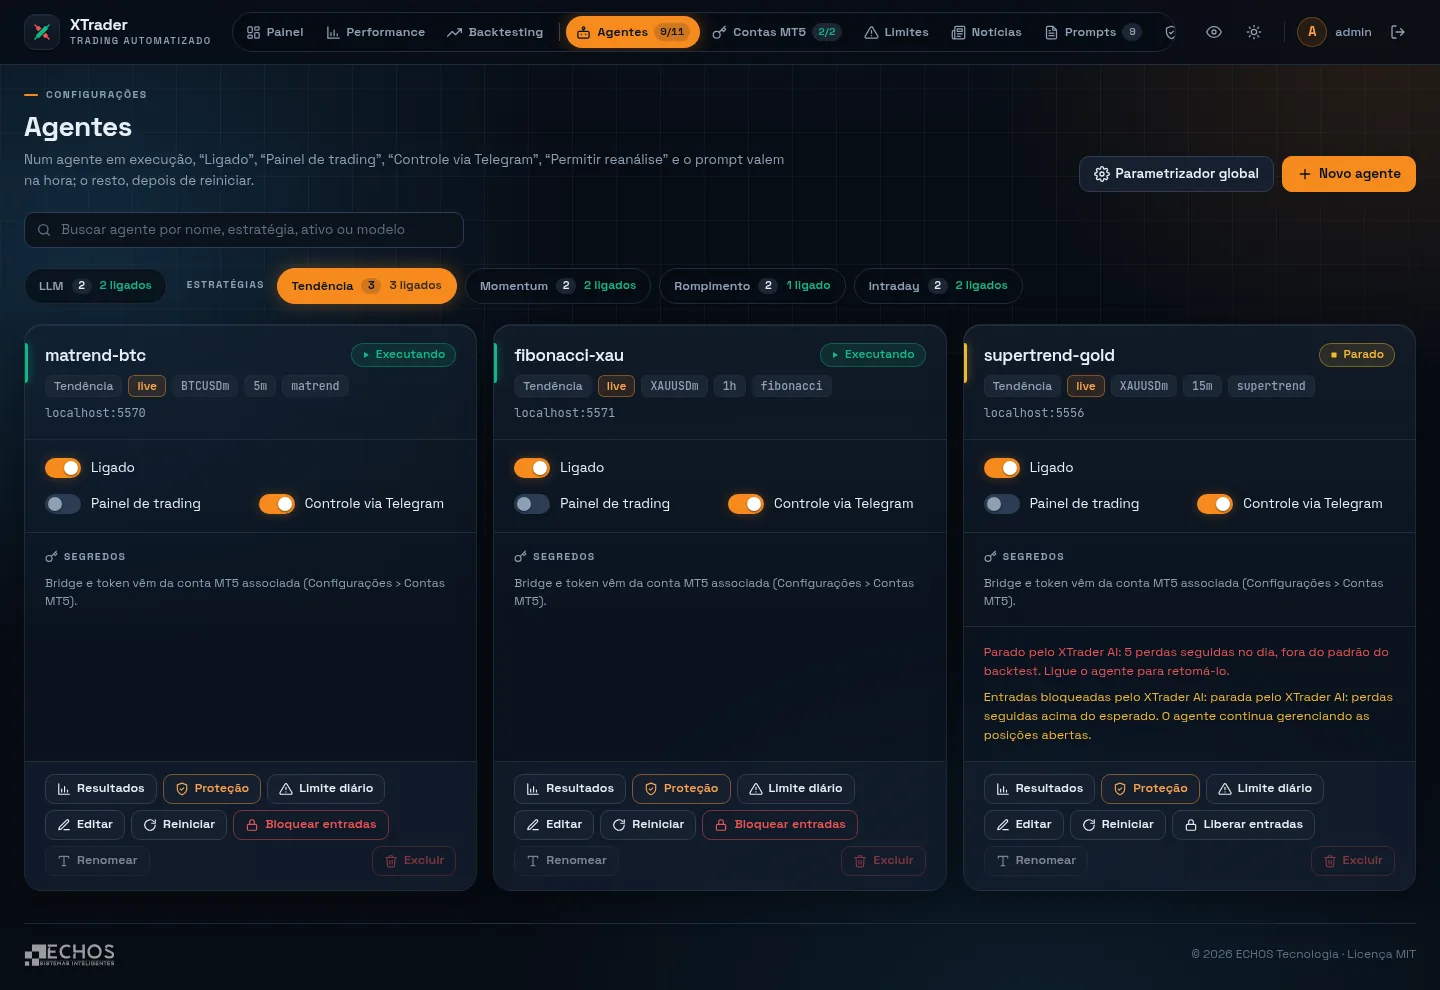 XTrader
TRADING AUTOMATIZADO
Painel
Performance
Backtesting
Agentes 9/11
Contas MT5 2/2
Limites
Notícias
Prompts 9
A admin
CONFIGURAÇÕES
Agentes
Num agente em execução, “Ligado”, “Painel de trading”, “Controle via Telegram”, “Permitir reanálise” e o prompt valem
na hora; o resto, depois de reiniciar.
Parametrizador global
Novo agente
Buscar agente por nome, estratégia, ativo ou modelo
LLM 2 2 ligados
ESTRATÉGIAS
Tendência 3 3 ligados
Momentum 2 2 ligados
Rompimento 2 1 ligado
Intraday 2 2 ligados
matrend-btc
Executando
Tendência live BTCUSDm 5m matrend
localhost:5570
Ligado
Painel de trading
Controle via Telegram
SEGREDOS
Bridge e token vêm da conta MT5 associada (Configurações > Contas
MT5).
Resultados
Proteção
Limite diário
Editar
Reiniciar
Bloquear entradas
Renomear
Excluir
fibonacci-xau
Executando
Tendência live XAUUSDm 1h fibonacci
localhost:5571
Ligado
Painel de trading
Controle via Telegram
SEGREDOS
Bridge e token vêm da conta MT5 associada (Configurações > Contas
MT5).
Resultados
Proteção
Limite diário
Editar
Reiniciar
Bloquear entradas
Renomear
Excluir
supertrend-gold
Parado
Tendência live XAUUSDm 15m supertrend
localhost:5556
Ligado
Painel de trading
Controle via Telegram
SEGREDOS
Bridge e token vêm da conta MT5 associada (Configurações > Contas
MT5).
Parado pelo XTrader AI: 5 perdas seguidas no dia, fora do padrão do
backtest. Ligue o agente para retomá-lo.
Entradas bloqueadas pelo XTrader AI: parada pelo XTrader AI: perdas
seguidas acima do esperado. O agente continua gerenciando as
posições abertas.
Resultados
Proteção
Limite diário
Editar
Reiniciar
Liberar entradas
Renomear
Excluir
ECHOS
SISTEMAS INTELIGENTES
© 2026 ECHOS Tecnologia · Licença MIT